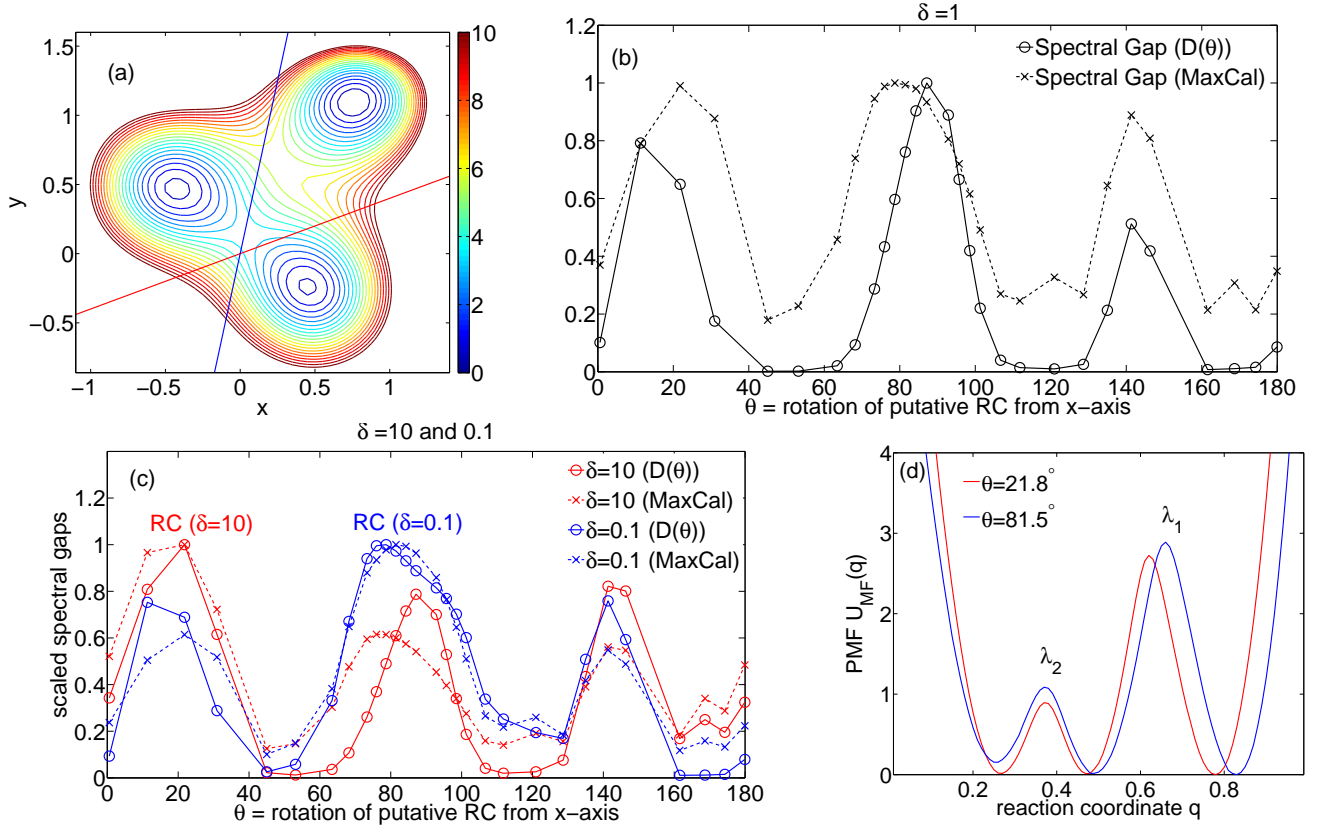 (a)
1.5
1
0.5
0
−0.5
y
−1 −0.5 0 0.5 1
x
10
8
6
4
2
0
δ =1
(b)
Spectral Gap (D(θ))
Spectral Gap (MaxCal)
1.2
1
0.8
0.6
0.4
0.2
0
0 20 40 60 80 100 120 140 160 180
θ = rotation of putative RC from x−axis
δ =10 and 0.1
(c)
RC (δ=10)
RC (δ=0.1)
δ=10 (D(θ))
δ=10 (MaxCal)
δ=0.1 (D(θ))
δ=0.1 (MaxCal)
scaled spectral gaps
1.2
1
0.8
0.6
0.4
0.2
0
0 20 40 60 80 100 120 140 160 180
θ = rotation of putative RC from x−axis
(d)
θ=21.8°
θ=81.5°
λ1
λ2
PMF UMF(q)
4
3
2
1
0
0 0.2 0.4 0.6 0.8
reaction coordinate q